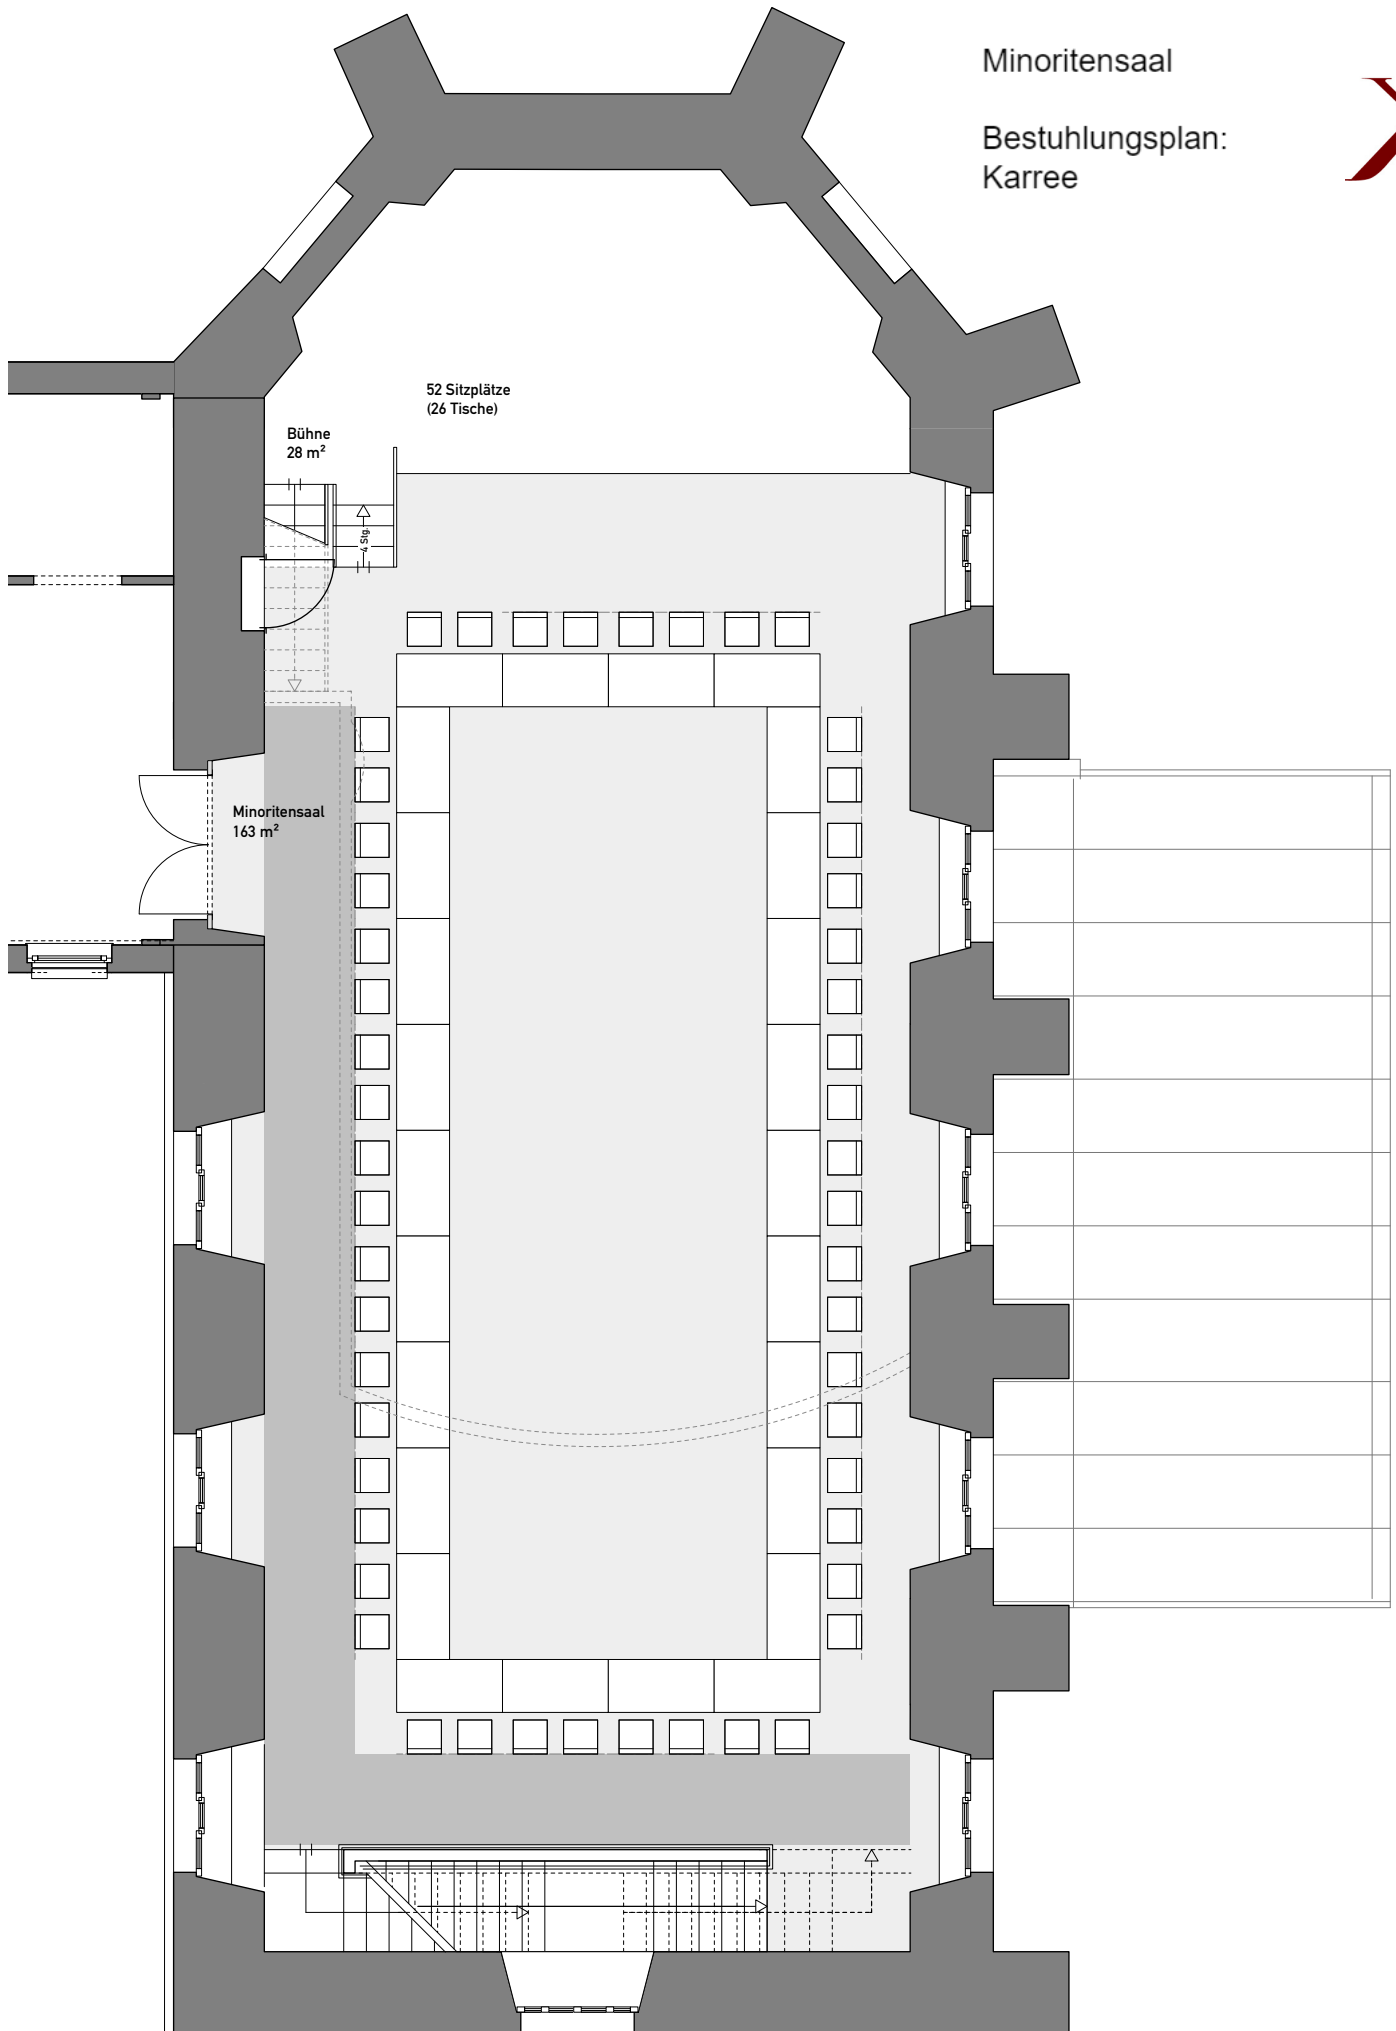 Minoritensaal
Bestuhlungsplan:
Karree
52 Sitzplätze
(26 Tische)
Bühne
28 m²
4 Stg.
Minoritensaal
163 m²